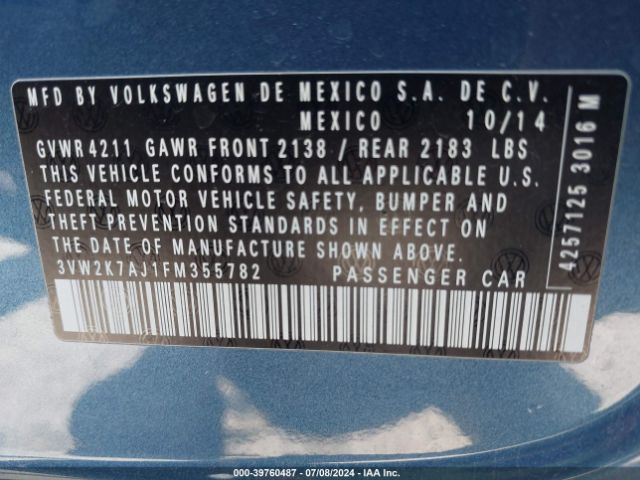 MFD BY VOLKSWAGEN DE MEXICO S.A. DE C.V.
MEXICO 10/14
GVWR 4211 GAWR FRONT 2138 / REAR 2183 LBS
THIS VEHICLE CONFORMS TO ALL APPLICABLE U.S.
FEDERAL MOTOR VEHICLE SAFETY, BUMPER AND
THEFT PREVENTION STANDARDS IN EFFECT ON
THE DATE OF MANUFACTURE SHOWN ABOVE.
3VW2K7AJ1FM355782 PASSENGER CAR
4257125 3016 M
000-39760487 - 07/08/2024 - IAA Inc.